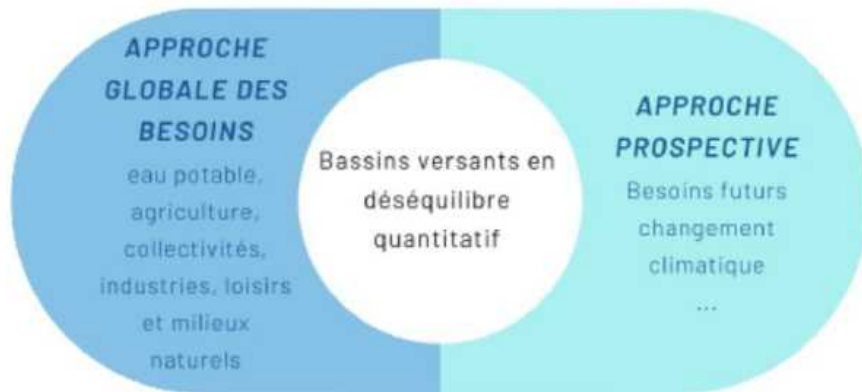 APPROCHE
GLOBALE DES
BESOINS
eau potable,
agriculture,
collectivités,
industries, loisirs
et milieux
naturels
Bassins versants en
déséquilibre
quantitatif
APPROCHE
PROSPECTIVE
Besoins futurs
changement
climatique
...